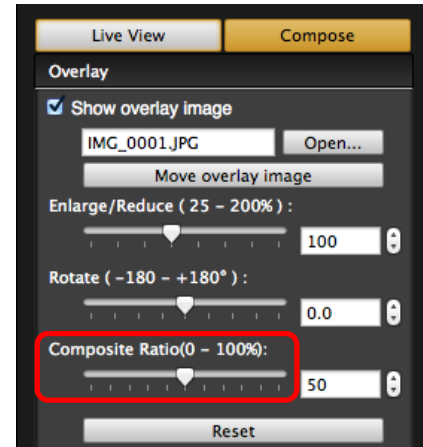 Live View Compose
Overlay
Show overlay image
IMG_0001.JPG Open...
Move overlay image
Enlarge/Reduce ( 25 – 200% ) :
100
Rotate ( –180 – +180° ) :
0.0
Composite Ratio(0 – 100%):
50
Reset